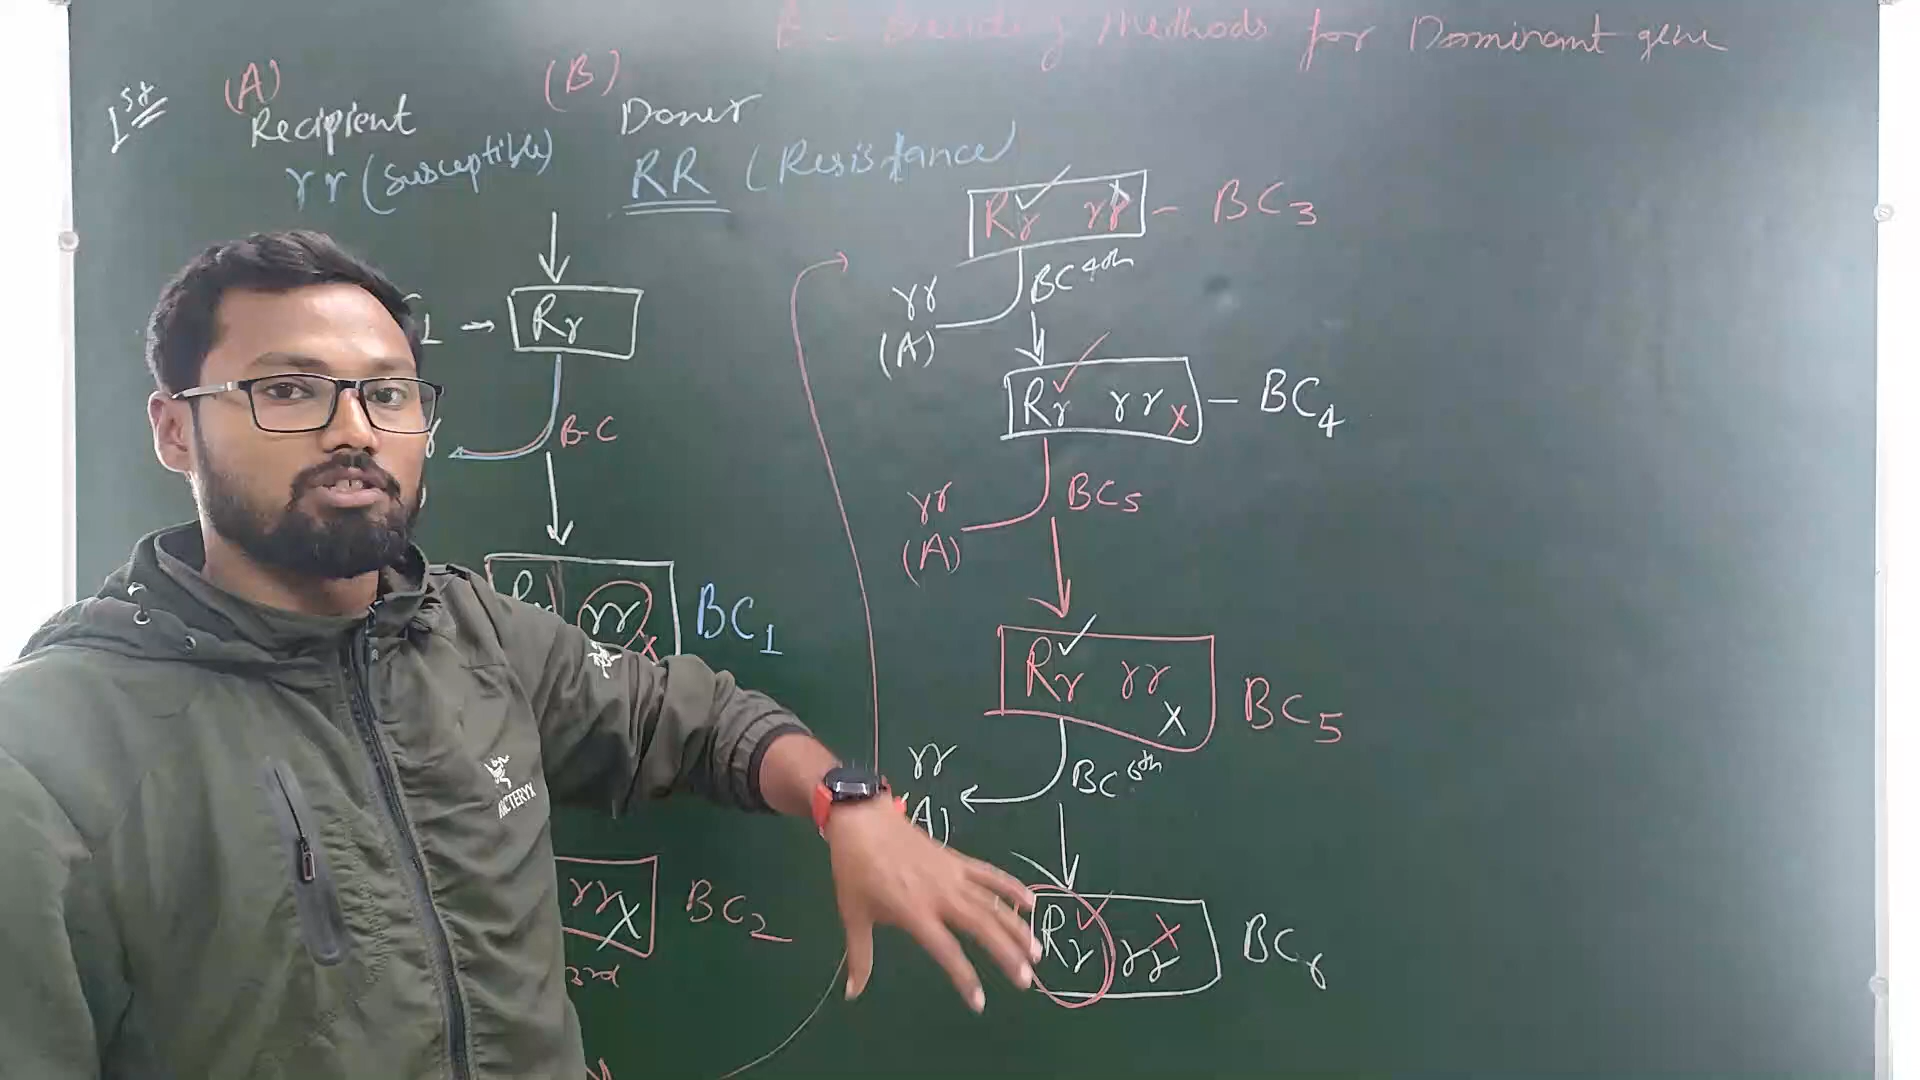 B.C Breeding Methods for Dominant gene
1st
(A) (B)
Recipient Doner
rr (Susceptible) RR (Resistance
1 → Rr
B-C
Rr rr x BC1
rr x BC2
3rd
Rr ✓ rr - BC3
rr BC 4th
(A)
Rr ✓ rr x - BC4
rr BC5
(A)
Rr ✓ rr x BC5
rr BC 6th
(A)
Rr ✓ rr x BC6
ARC'TERYX